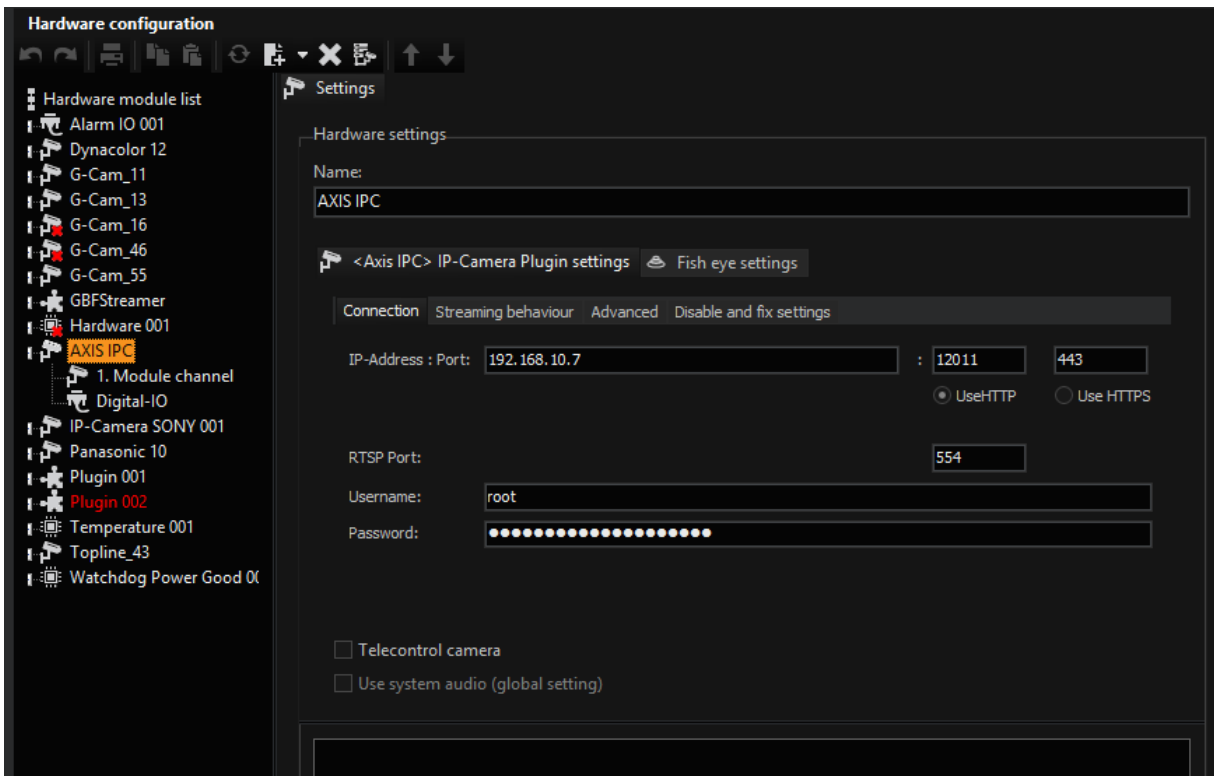 Hardware configuration
Settings
Hardware module list
Alarm IO 001
Dynacolor 12
G-Cam_11
G-Cam_13
G-Cam_16
G-Cam_46
G-Cam_55
GBFStreamer
Hardware 001
AXIS IPC
1. Module channel
Digital-IO
IP-Camera SONY 001
Panasonic 10
Plugin 001
Plugin 002
Temperature 001
Topline_43
Watchdog Power Good
Hardware settings
Name:
AXIS IPC
<Axis IPC> IP-Camera Plugin settings Fish eye settings
Connection Streaming behaviour Advanced Disable and fix settings
IP-Address : Port: 192.168.10.7 : 12011 443
UseHTTP Use HTTPS
RTSP Port: 554
Username: root
Password: ●●●●●●●●●●●●●●●●●●●●
Telecontrol camera
Use system audio (global setting)